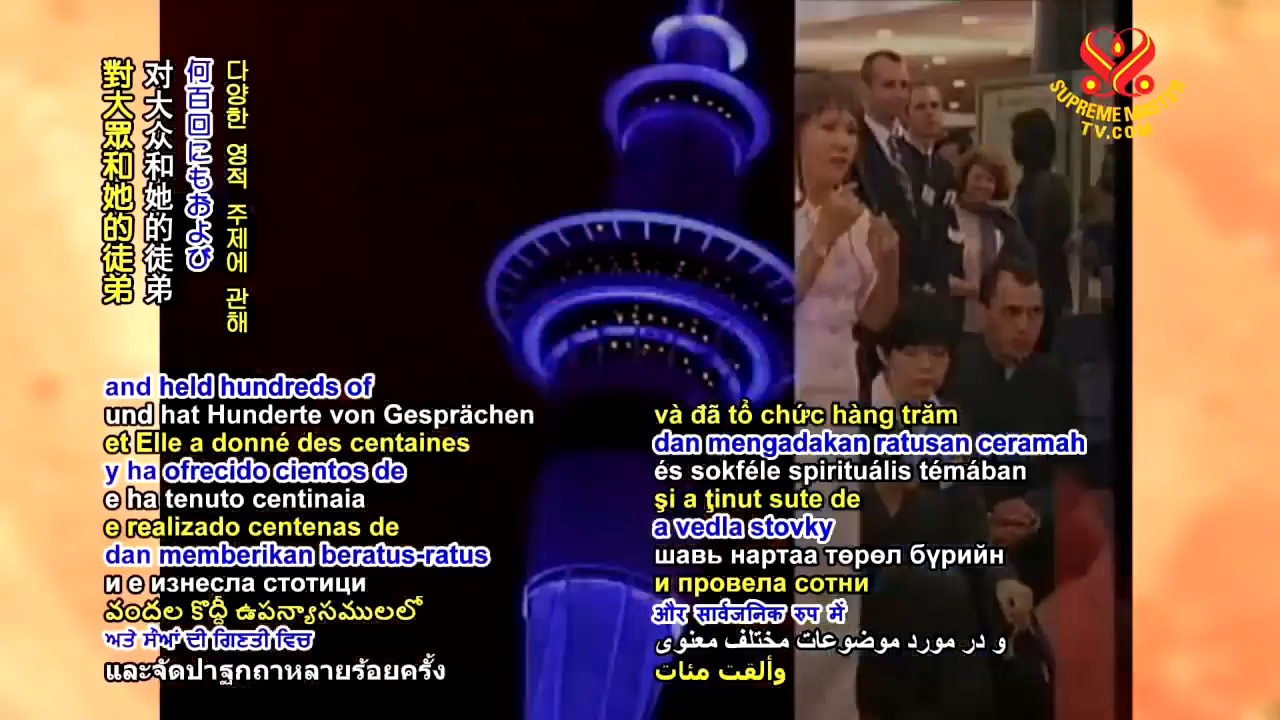 SUPREME MASTER
TV.COM
다양한 영적 주제에 관해
何百回にもおよび
对大众和她的徒弟
對大眾和她的徒弟
and held hundreds of
und hat Hunderte von Gesprächen
et Elle a donné des centaines
y ha ofrecido cientos de
e ha tenuto centinaia
e realizado centenas de
dan memberikan beratus-ratus
и е изнесла стотици
వందల కొద్దీ ఉపన్యాసములలో
ਅਤੇ ਸੈਆਂ ਦੀ ਗਿਣਤੀ ਵਿਚ
และจัดปาฐกถาหลายร้อยครั้ง
và đã tổ chức hàng trăm
dan mengadakan ratusan ceramah
és sokféle spirituális témában
şi a ţinut sute de
a vedla stovky
шавь нартаа төрөл бүрийн
и провела сотни
और सार्वजनिक रुप में
و در مورد موضوعات مختلف معنوی
وألقت مئات